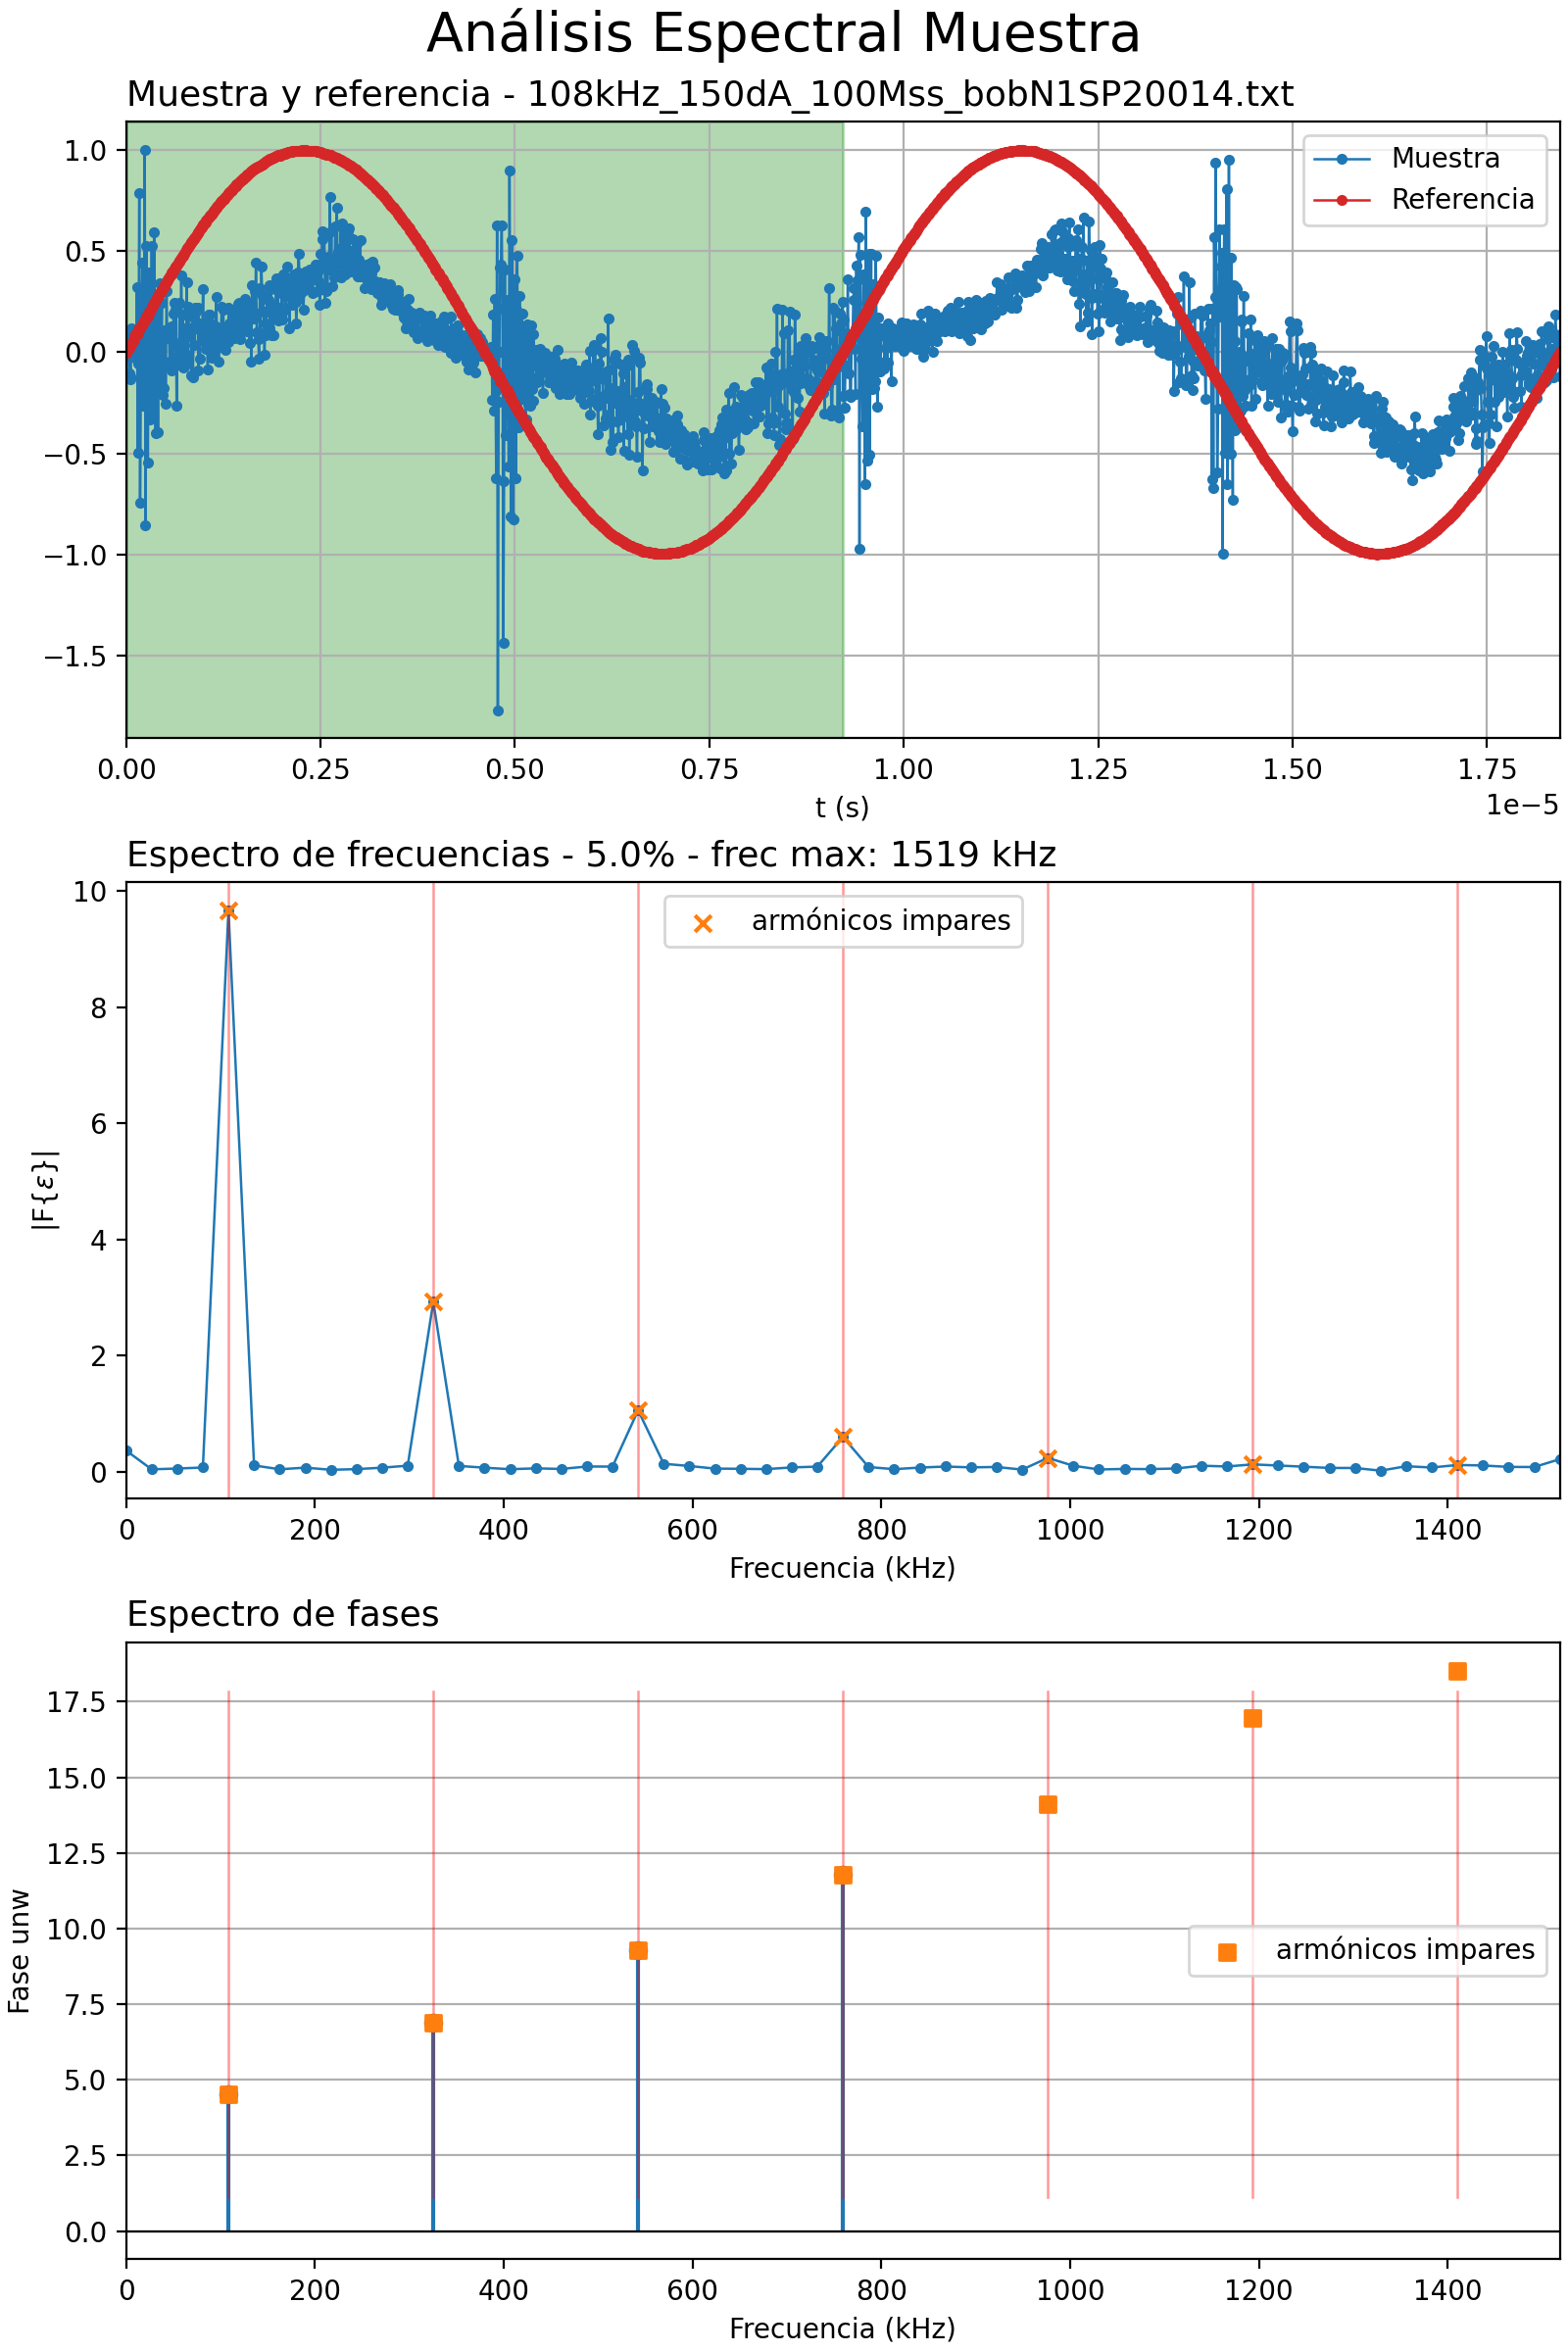 Análisis Espectral Muestra
Muestra y referencia - 108kHz_150dA_100Mss_bobN1SP20014.txt
1.0
0.5
0.0
−0.5
−1.0
−1.5
Muestra
Referencia
0.00 0.25 0.50 0.75 1.00 1.25 1.50 1.75
t (s)
1e−5
Espectro de frecuencias - 5.0% - frec max: 1519 kHz
10
8
6
4
2
0
|F{ε}|
armónicos impares
0 200 400 600 800 1000 1200 1400
Frecuencia (kHz)
Espectro de fases
17.5
15.0
12.5
10.0
7.5
5.0
2.5
0.0
Fase unw
armónicos impares
0 200 400 600 800 1000 1200 1400
Frecuencia (kHz)